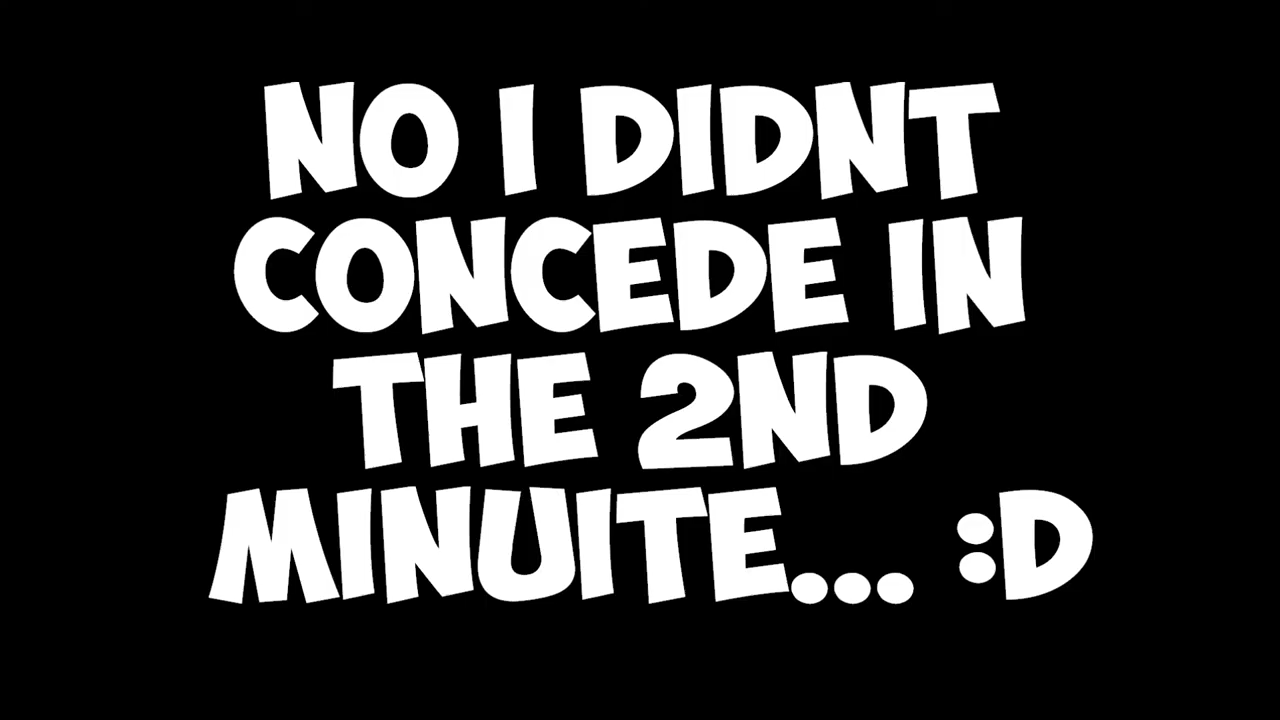 NO I DIDNT
CONCEDE IN
THE 2ND
MINUITE... :D